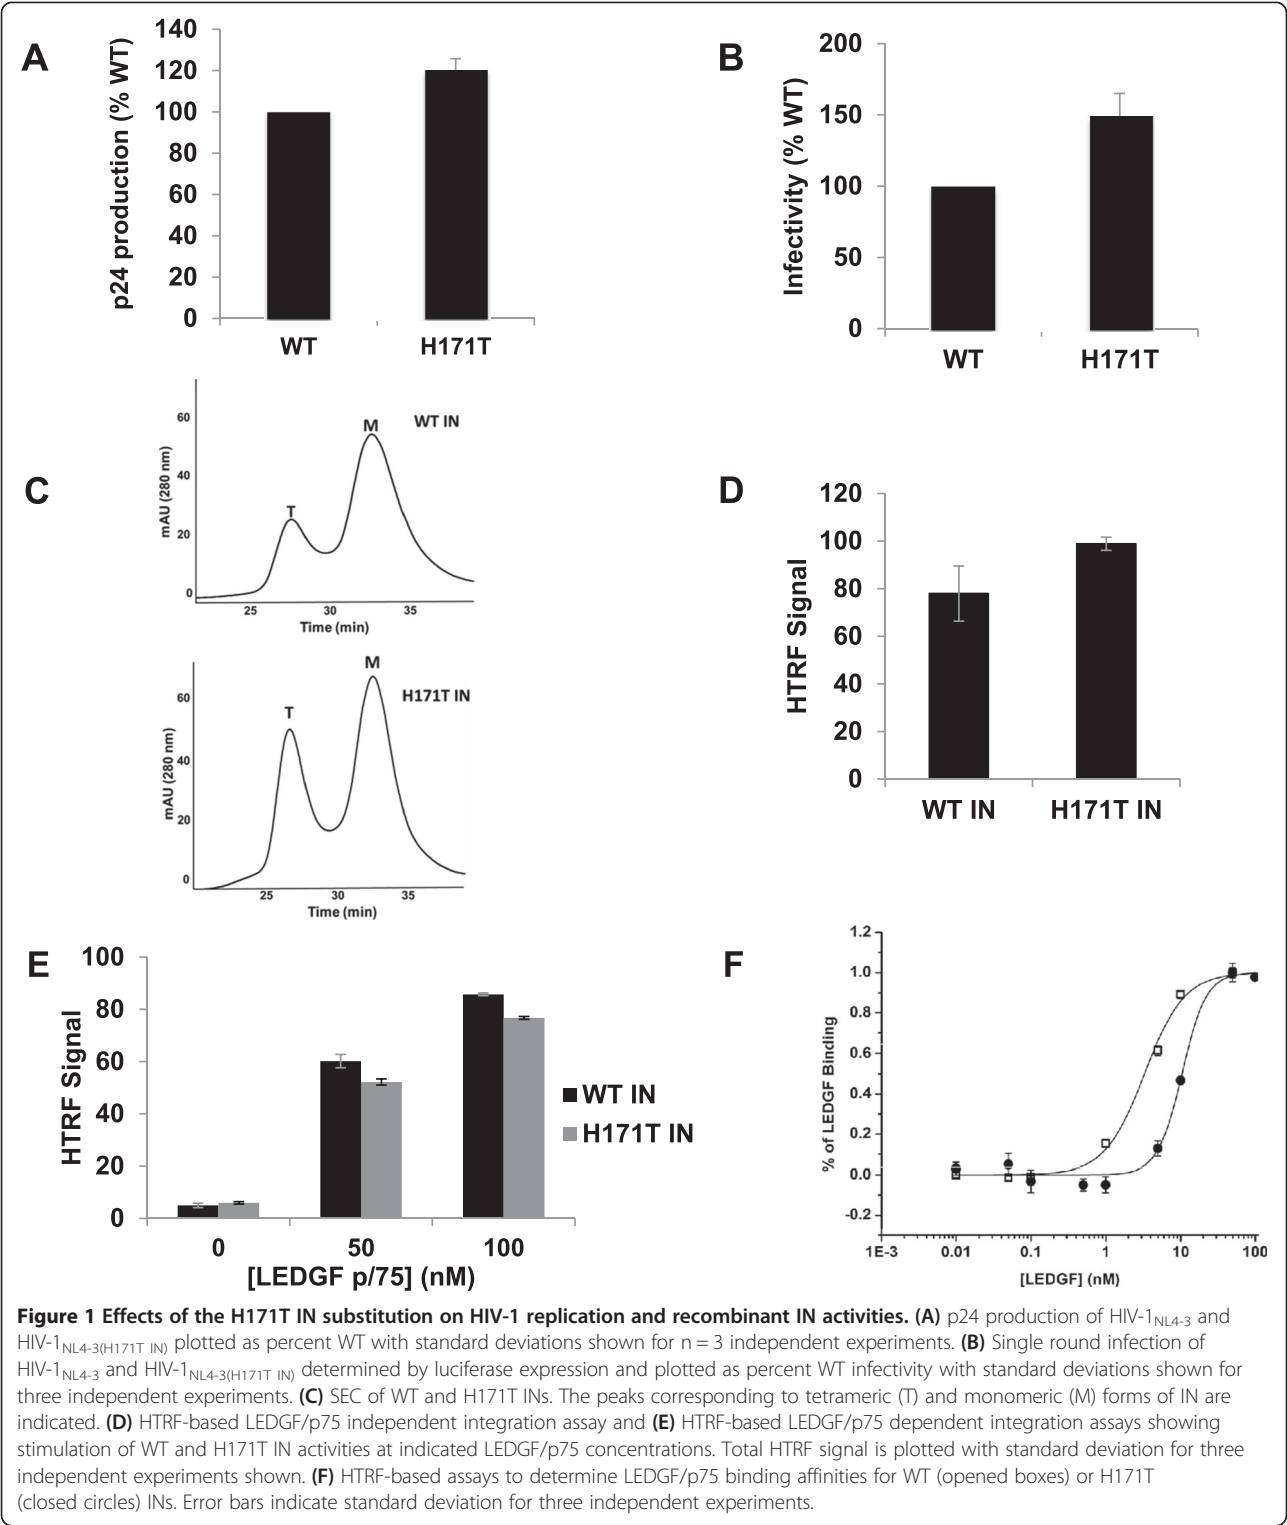 A
140
120
100
80
60
40
20
0
p24 production (% WT)
WT
H171T
B
200
150
100
50
0
Infectivity (% WT)
WT
H171T
C
60
40
20
0
mAU (280 nm)
T
M
WT IN
25
30
35
Time (min)
60
40
20
0
mAU (280 nm)
T
M
H171T IN
25
30
35
Time (min)
D
120
100
80
60
40
20
0
HTRF Signal
WT IN
H171T IN
E
100
80
60
40
20
0
HTRF Signal
0
50
100
[LEDGF p/75] (nM)
WT IN
H171T IN
F
1.2
1.0
0.8
0.6
0.4
0.2
0.0
-0.2
% of LEDGF Binding
1E-3
0.01
0.1
1
10
100
[LEDGF] (nM)
Figure 1 Effects of the H171T IN substitution on HIV-1 replication and recombinant IN activities. (A) p24 production of HIV-1NL4-3 and
HIV-1NL4-3(H171T IN) plotted as percent WT with standard deviations shown for n = 3 independent experiments. (B) Single round infection of
HIV-1NL4-3 and HIV-1NL4-3(H171T IN) determined by luciferase expression and plotted as percent WT infectivity with standard deviations shown for
three independent experiments. (C) SEC of WT and H171T INs. The peaks corresponding to tetrameric (T) and monomeric (M) forms of IN are
indicated. (D) HTRF-based LEDGF/p75 independent integration assay and (E) HTRF-based LEDGF/p75 dependent integration assays showing
stimulation of WT and H171T IN activities at indicated LEDGF/p75 concentrations. Total HTRF signal is plotted with standard deviation for three
independent experiments shown. (F) HTRF-based assays to determine LEDGF/p75 binding affinities for WT (opened boxes) or H171T
(closed circles) INs. Error bars indicate standard deviation for three independent experiments.